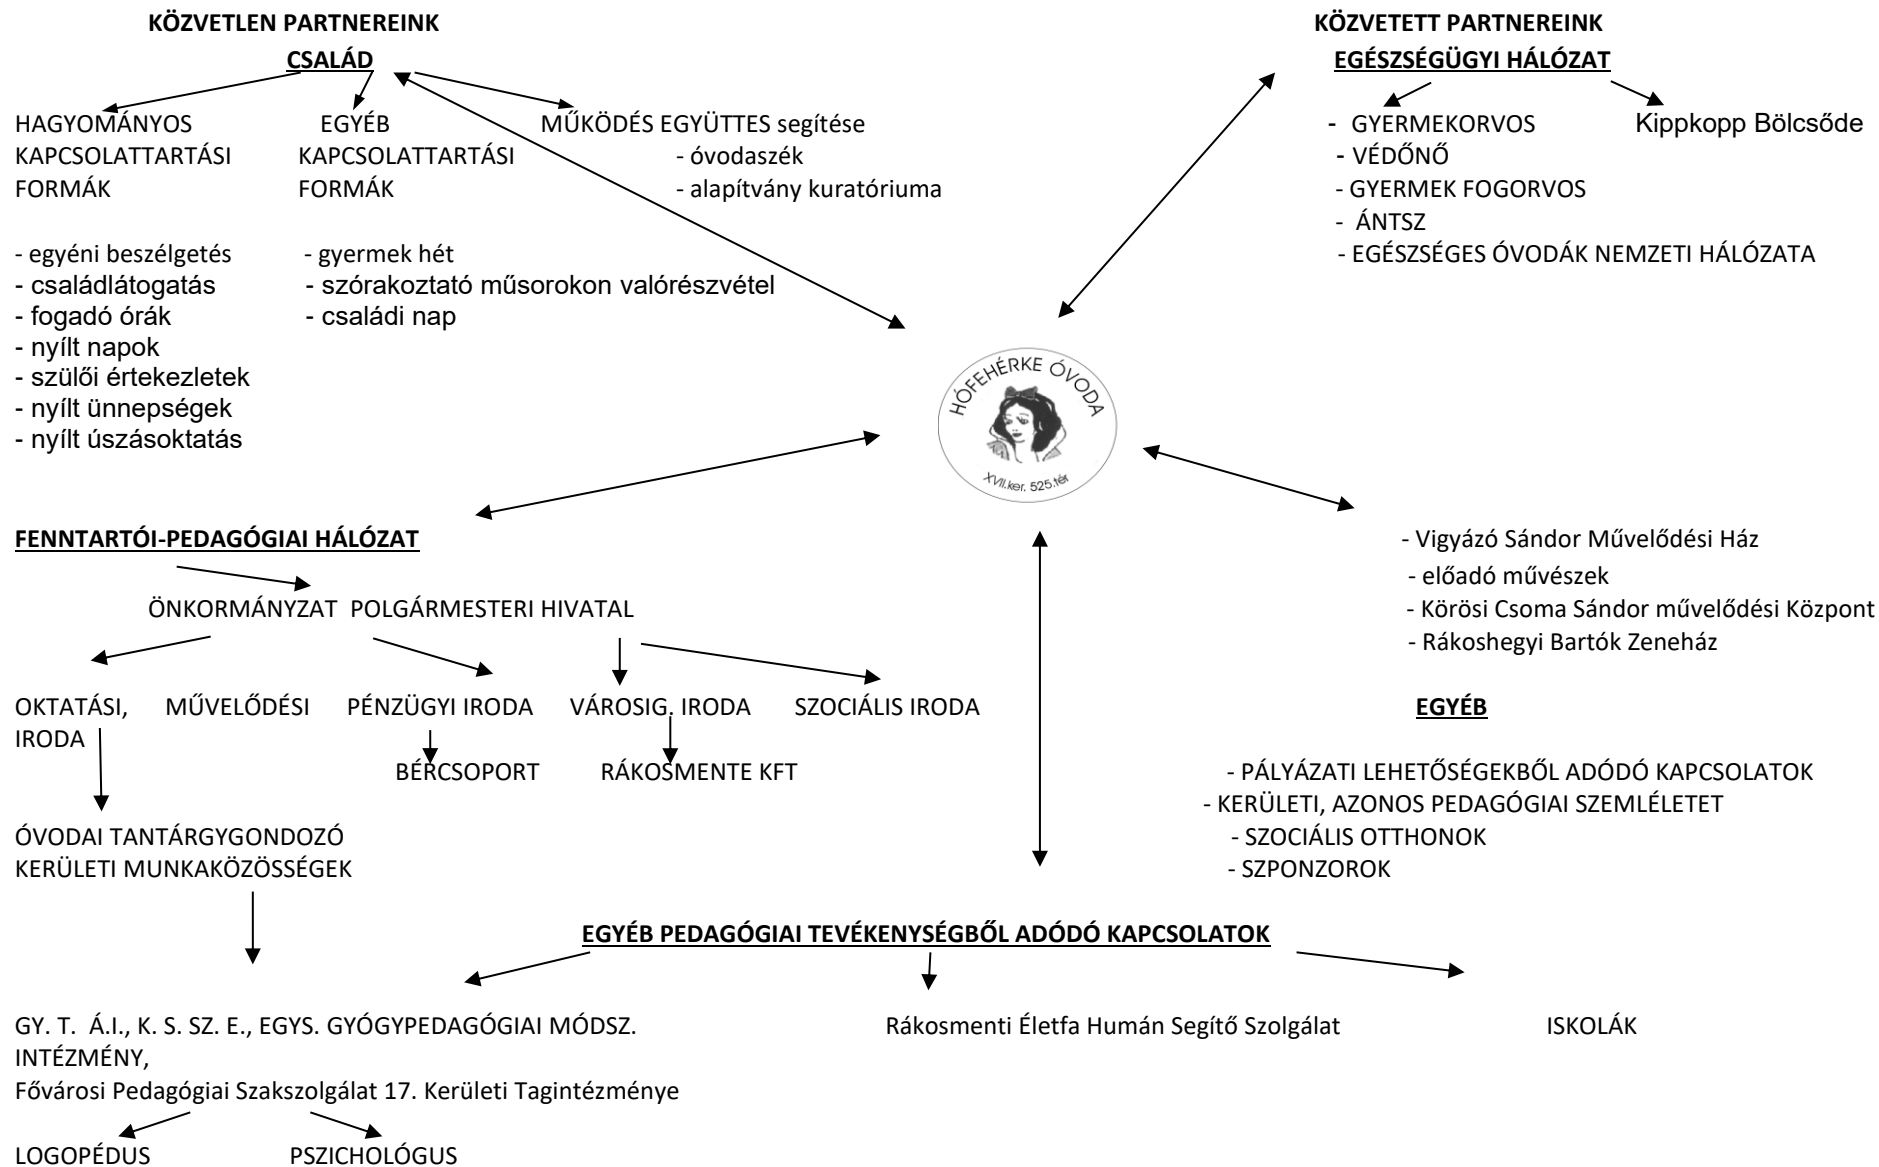 KÖZVETLEN PARTNEREINK
KÖZVETETT PARTNEREINK
CSALÁD
EGÉSZSÉGÜGYI HÁLÓZAT
HAGYOMÁNYOS KAPCSOLATTARTÁSI FORMÁK
EGYÉB KAPCSOLATTARTÁSI FORMÁK
MŰKÖDÉS EGYÜTTES segítése
- óvodaszék
- alapítvány kuratóriuma
- GYERMEKORVOS
- VÉDŐNŐ
- GYERMEK FOGORVOS
- ÁNTSZ
- EGÉSZSÉGES ÓVODÁK NEMZETI HÁLÓZATA
Kippkopp Bölcsőde
- egyéni beszélgetés
- családlátogatás
- fogadó órák
- nyílt napok
- szülői értekezletek
- nyílt ünnepségek
- nyílt úszásoktatás
- gyermek hét
- szórakoztató műsorokon valórészvétel
- családi nap
HÓFEHÉRKE ÓVODA
XVII.ker. 525.tér
FENNTARTÓI-PEDAGÓGIAI HÁLÓZAT
ÖNKORMÁNYZAT POLGÁRMESTERI HIVATAL
- Vigyázó Sándor Művelődési Ház
- előadó művészek
- Körösi Csoma Sándor művelődési Központ
- Rákoshegyi Bartók Zeneház
OKTATÁSI, MŰVELŐDÉSI PÉNZÜGYI IRODA VÁROSIG. IRODA SZOCIÁLIS IRODA
IRODA
BÉRCSOPORT RÁKOSMENTE KFT
EGYÉB
- PÁLYÁZATI LEHETŐSÉGEKBŐL ADÓDÓ KAPCSOLATOK
- KERÜLETI, AZONOS PEDAGÓGIAI SZEMLÉLETET
- SZOCIÁLIS OTTHONOK
- SZPONZOROK
ÓVODAI TANTÁRGYGONDOZÓ
KERÜLETI MUNKAKÖZÖSSÉGEK
EGYÉB PEDAGÓGIAI TEVÉKENYSÉGBŐL ADÓDÓ KAPCSOLATOK
GY. T. Á.I., K. S. SZ. E., EGYS. GYÓGYPEDAGÓGIAI MÓDSZ.
INTÉZMÉNY,
Fővárosi Pedagógiai Szakszolgálat 17. Kerületi Tagintézménye
Rákosmenti Életfa Humán Segítő Szolgálat
ISKOLÁK
LOGOPÉDUS PSZICHOLÓGUS